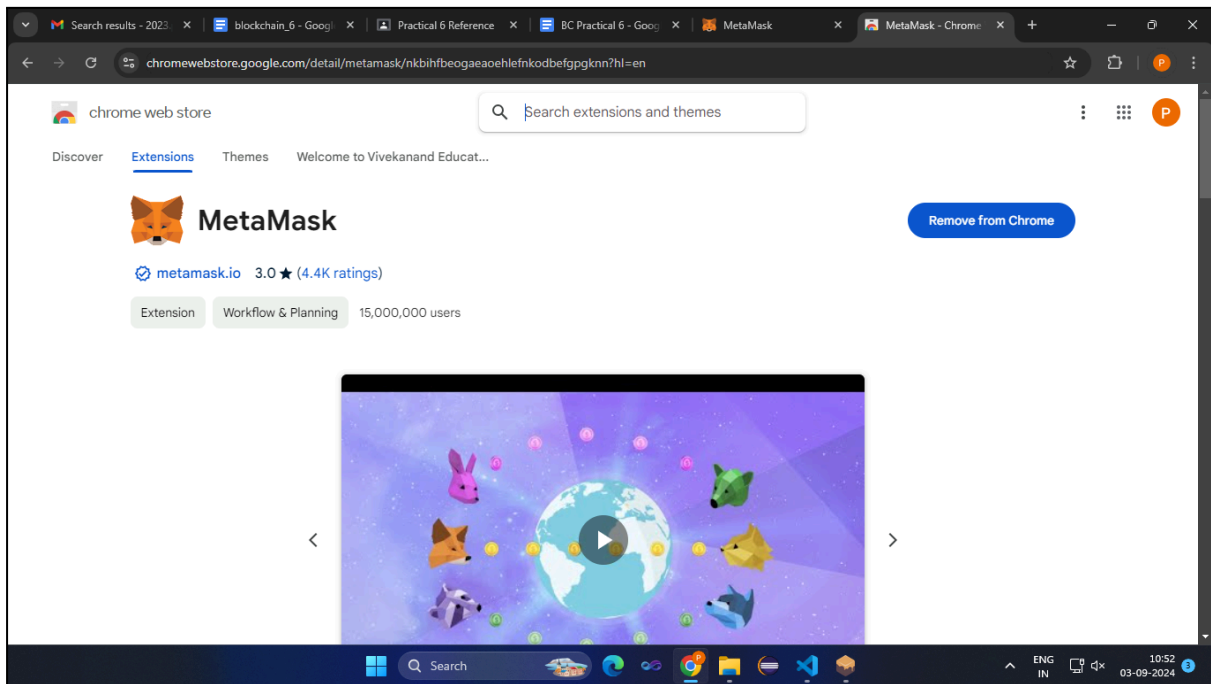 Search results - 2023. blockchain_6 - Googl Practical 6 Reference BC Practical 6 - Goog MetaMask MetaMask - Chrome
chromewebstore.google.com/detail/metamask/nkbihfbeogaeaoehlefnkodbefgpgknn?hl=en
P
chrome web store Search extensions and themes P
Discover Extensions Themes Welcome to Vivekanand Educat...
MetaMask Remove from Chrome
metamask.io 3.0 ★ (4.4K ratings)
Extension Workflow & Planning 15,000,000 users
Search ENG 10:52
IN 03-09-2024 3